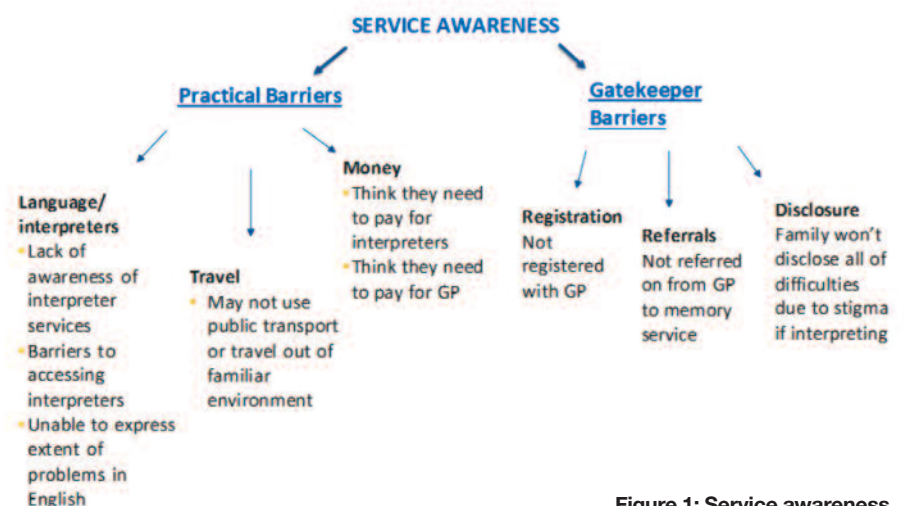 SERVICE AWARENESS
Practical Barriers
Language/
interpreters
• Lack of
awareness of
interpreter
services
• Barriers to
accessing
interpreters
• Unable to express
extent of
problems in
English
Travel
• May not use
public transport
or travel out of
familiar
environment
Money
• Think they need
to pay for
interpreters
• Think they need
to pay for GP
Gatekeeper
Barriers
Registration
Not
registered
with GP
Referrals
Not referred
on from GP
to memory
service
Disclosure
Family won't
disclose all of
difficulties
due to stigma
if interpreting
Figure 1: Service awareness